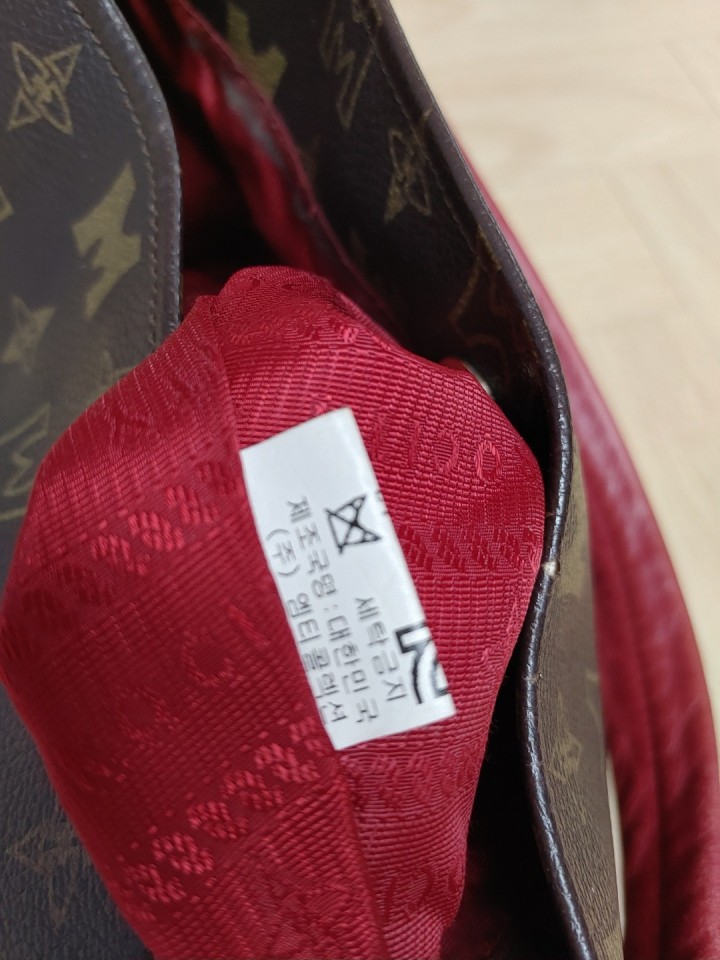 세탁금지
제조국명 : 대한민국
(주) 엠티콜렉션